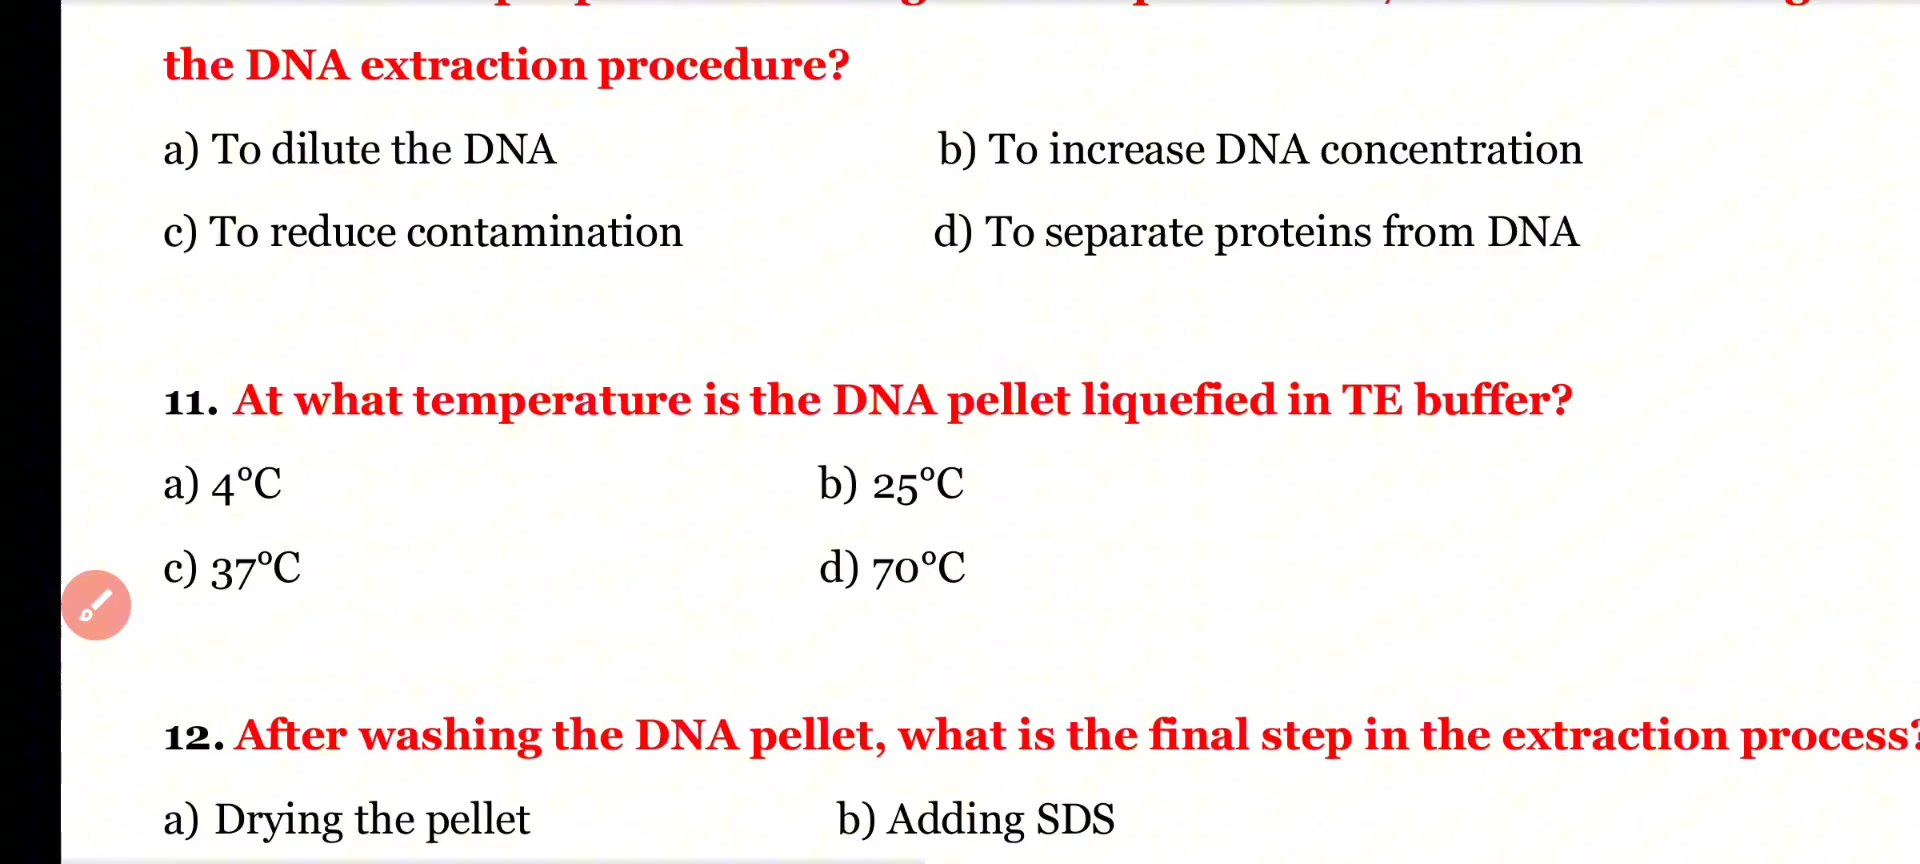 the DNA extraction procedure?
a) To dilute the DNA b) To increase DNA concentration
c) To reduce contamination d) To separate proteins from DNA
11. At what temperature is the DNA pellet liquefied in TE buffer?
a) 4°C b) 25°C
c) 37°C d) 70°C
12. After washing the DNA pellet, what is the final step in the extraction process?
a) Drying the pellet b) Adding SDS